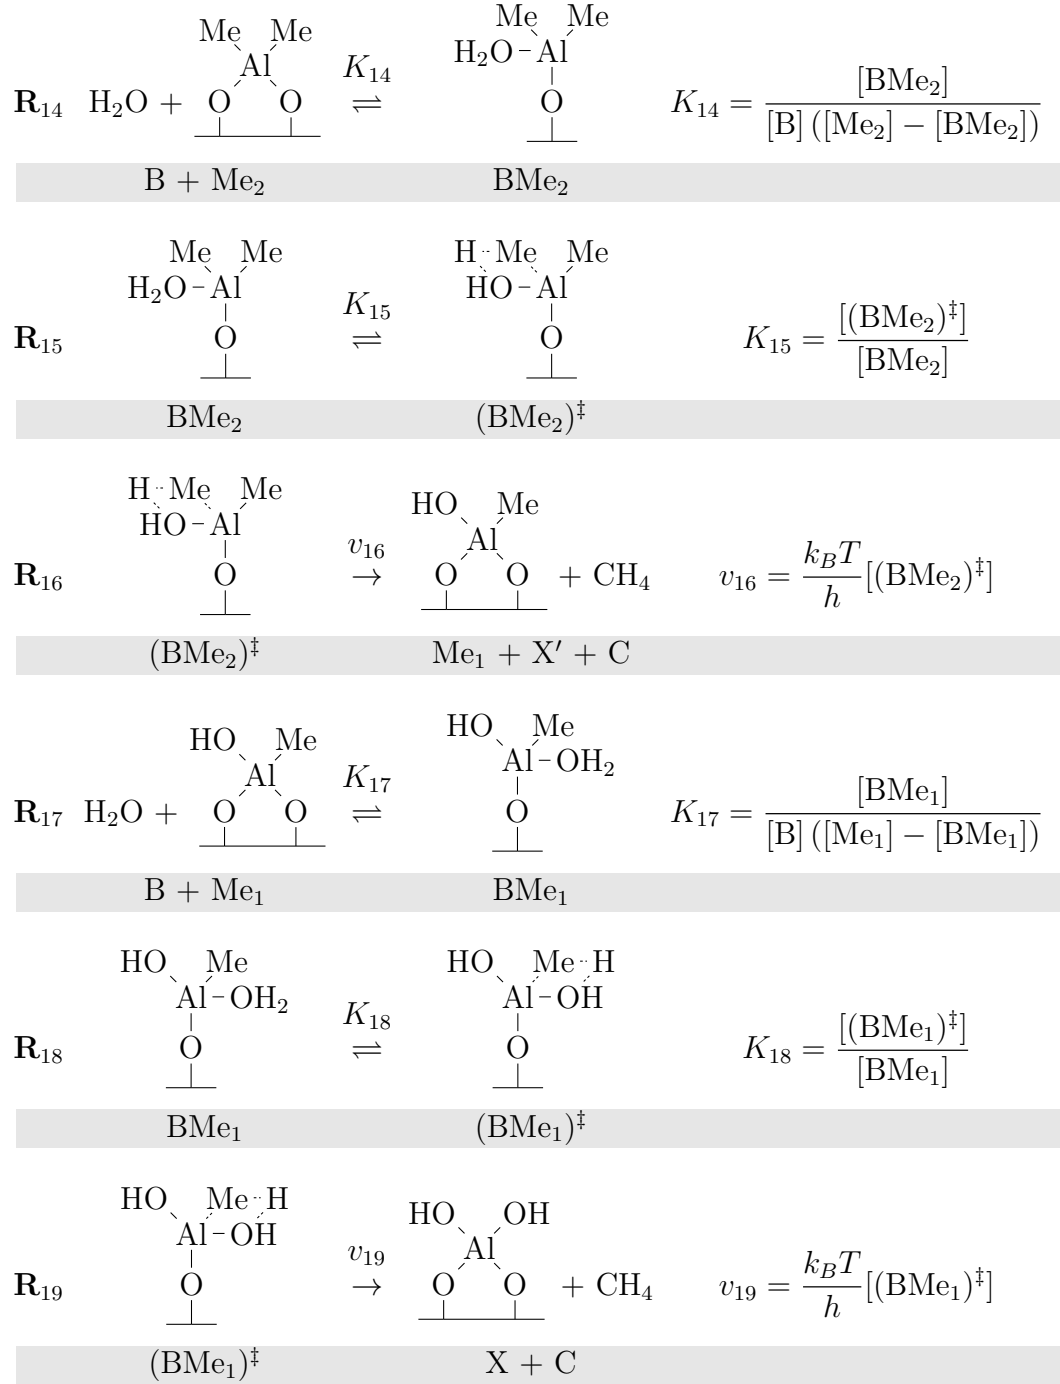 Me Me Me Me
H₂O – Al
Al
R₁₄ H₂O + O O K₁₄ ⇌ O K₁₄ = [BMe₂] / [B] ([Me₂] − [BMe₂])
B + Me₂ BMe₂
Me Me H Me Me
H₂O – Al HO – Al
R₁₅ O K₁₅ ⇌ O K₁₅ = [(BMe₂)‡] / [BMe₂]
BMe₂ (BMe₂)‡
H Me Me HO Me
HO – Al Al
R₁₆ O v₁₆ → O O + CH₄ v₁₆ = k_B T / h [(BMe₂)‡]
(BMe₂)‡ Me₁ + X′ + C
HO Me HO Me
Al Al – OH₂
R₁₇ H₂O + O O K₁₇ ⇌ O K₁₇ = [BMe₁] / [B] ([Me₁] − [BMe₁])
B + Me₁ BMe₁
HO Me HO Me H
Al – OH₂ Al – OH
R₁₈ O K₁₈ ⇌ O K₁₈ = [(BMe₁)‡] / [BMe₁]
BMe₁ (BMe₁)‡
HO Me H HO OH
Al – OH Al
R₁₉ O v₁₉ → O O + CH₄ v₁₉ = k_B T / h [(BMe₁)‡]
(BMe₁)‡ X + C